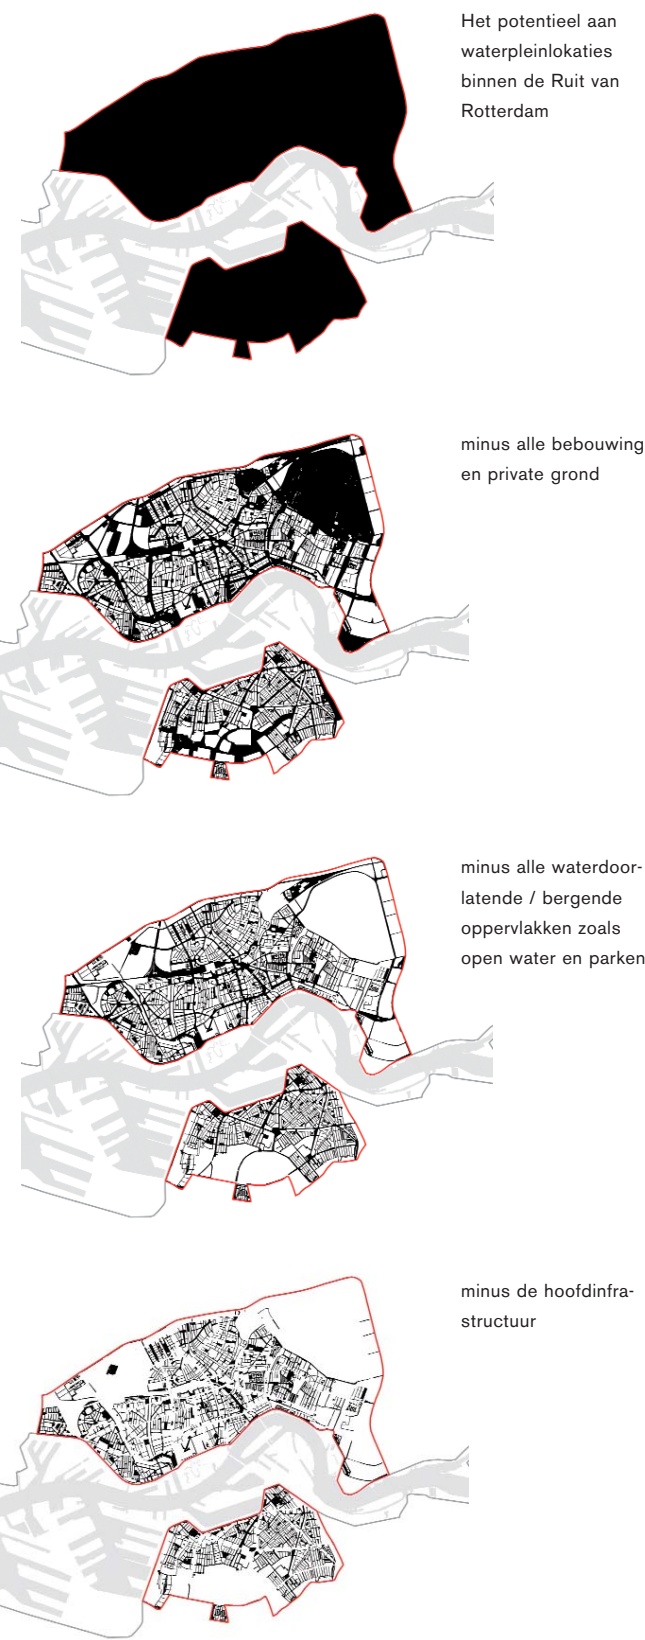 Het potentieel aan
waterpleinlokaties
binnen de Ruit van
Rotterdam
minus alle bebouwing
en private grond
minus alle waterdoor-
latende / bergende
oppervlakken zoals
open water en parken
minus de hoofdinfra-
structuur